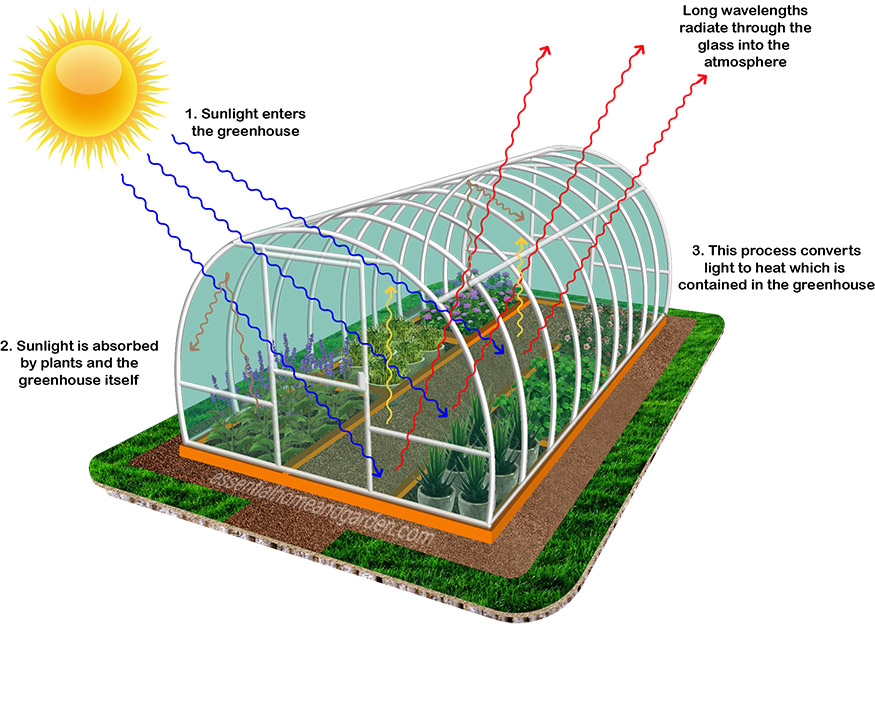 Long wavelengths
radiate through the
glass into the
atmosphere
1. Sunlight enters
the greenhouse
3. This process converts
light to heat which is
contained in the greenhouse
2. Sunlight is absorbed
by plants and the
greenhouse itself
essentialhomeandgarden.com